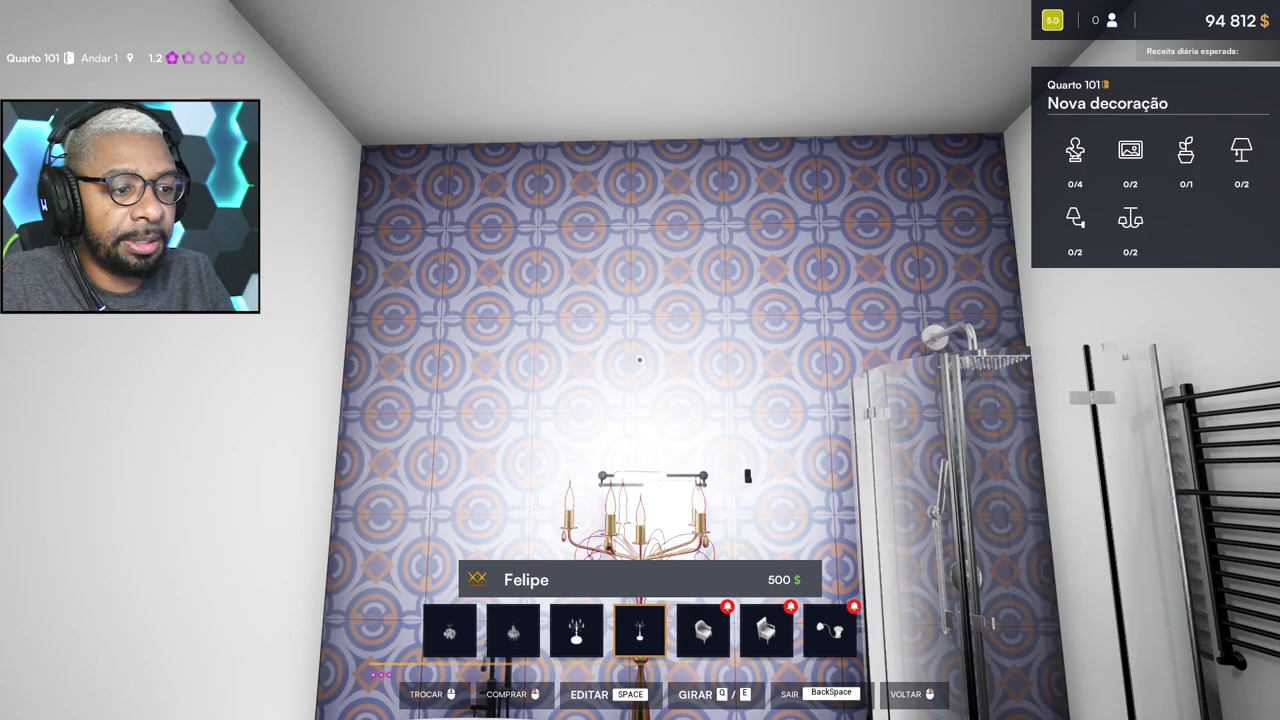 5.0 0 94 812 $
Receita diária esperada:
Quarto 101 Andar 1 1.2
Quarto 101
Nova decoração
0/4 0/2 0/1 0/2
0/2 0/2
Felipe 500 $
TROCAR COMPRAR EDITAR SPACE GIRAR Q / E SAIR BackSpace VOLTAR